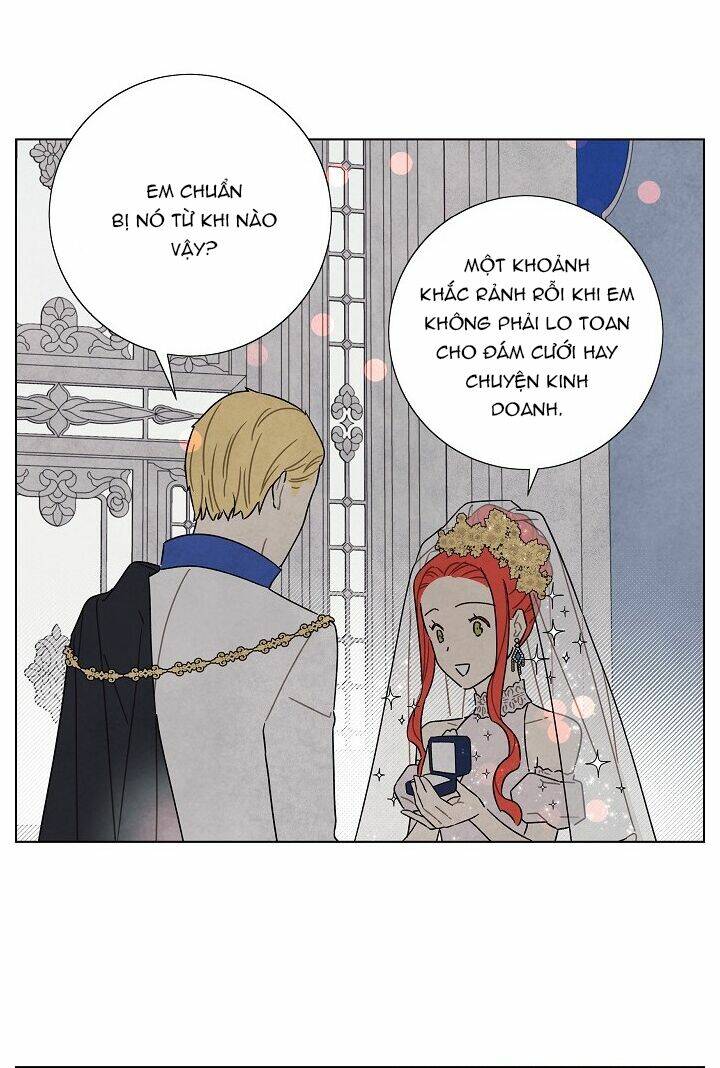 EM CHUẨN
BỊ NÓ TỪ KHI NÀO
VẬY?
MỘT KHOẢNH
KHẮC RẢNH RỖI KHI EM
KHÔNG PHẢI LO TOAN
CHO ĐÁM CƯỚI HAY
CHUYỆN KINH
DOANH.